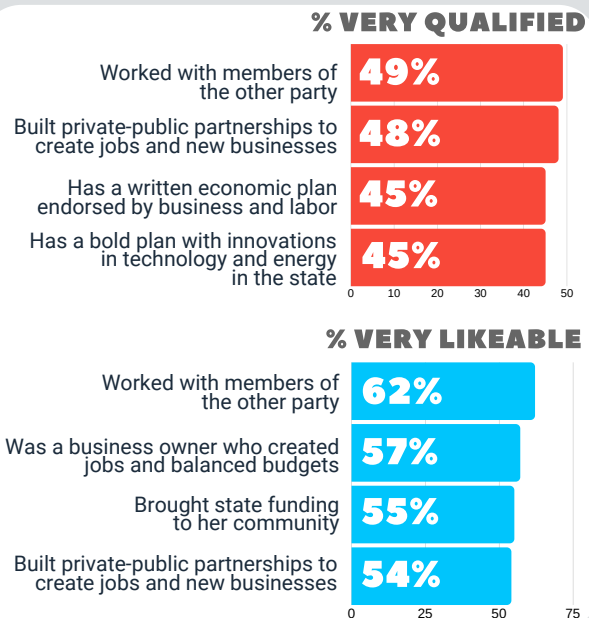 % VERY QUALIFIED
Worked with members of
the other party
49%
Built private-public partnerships to
create jobs and new businesses
48%
Has a written economic plan
endorsed by business and labor
45%
Has a bold plan with innovations
in technology and energy
in the state
45%
0 10 20 30 40 50
% VERY LIKEABLE
Worked with members of
the other party
62%
Was a business owner who created
jobs and balanced budgets
57%
Brought state funding
to her community
55%
Built private-public partnerships to
create jobs and new businesses
54%
0 25 50 75